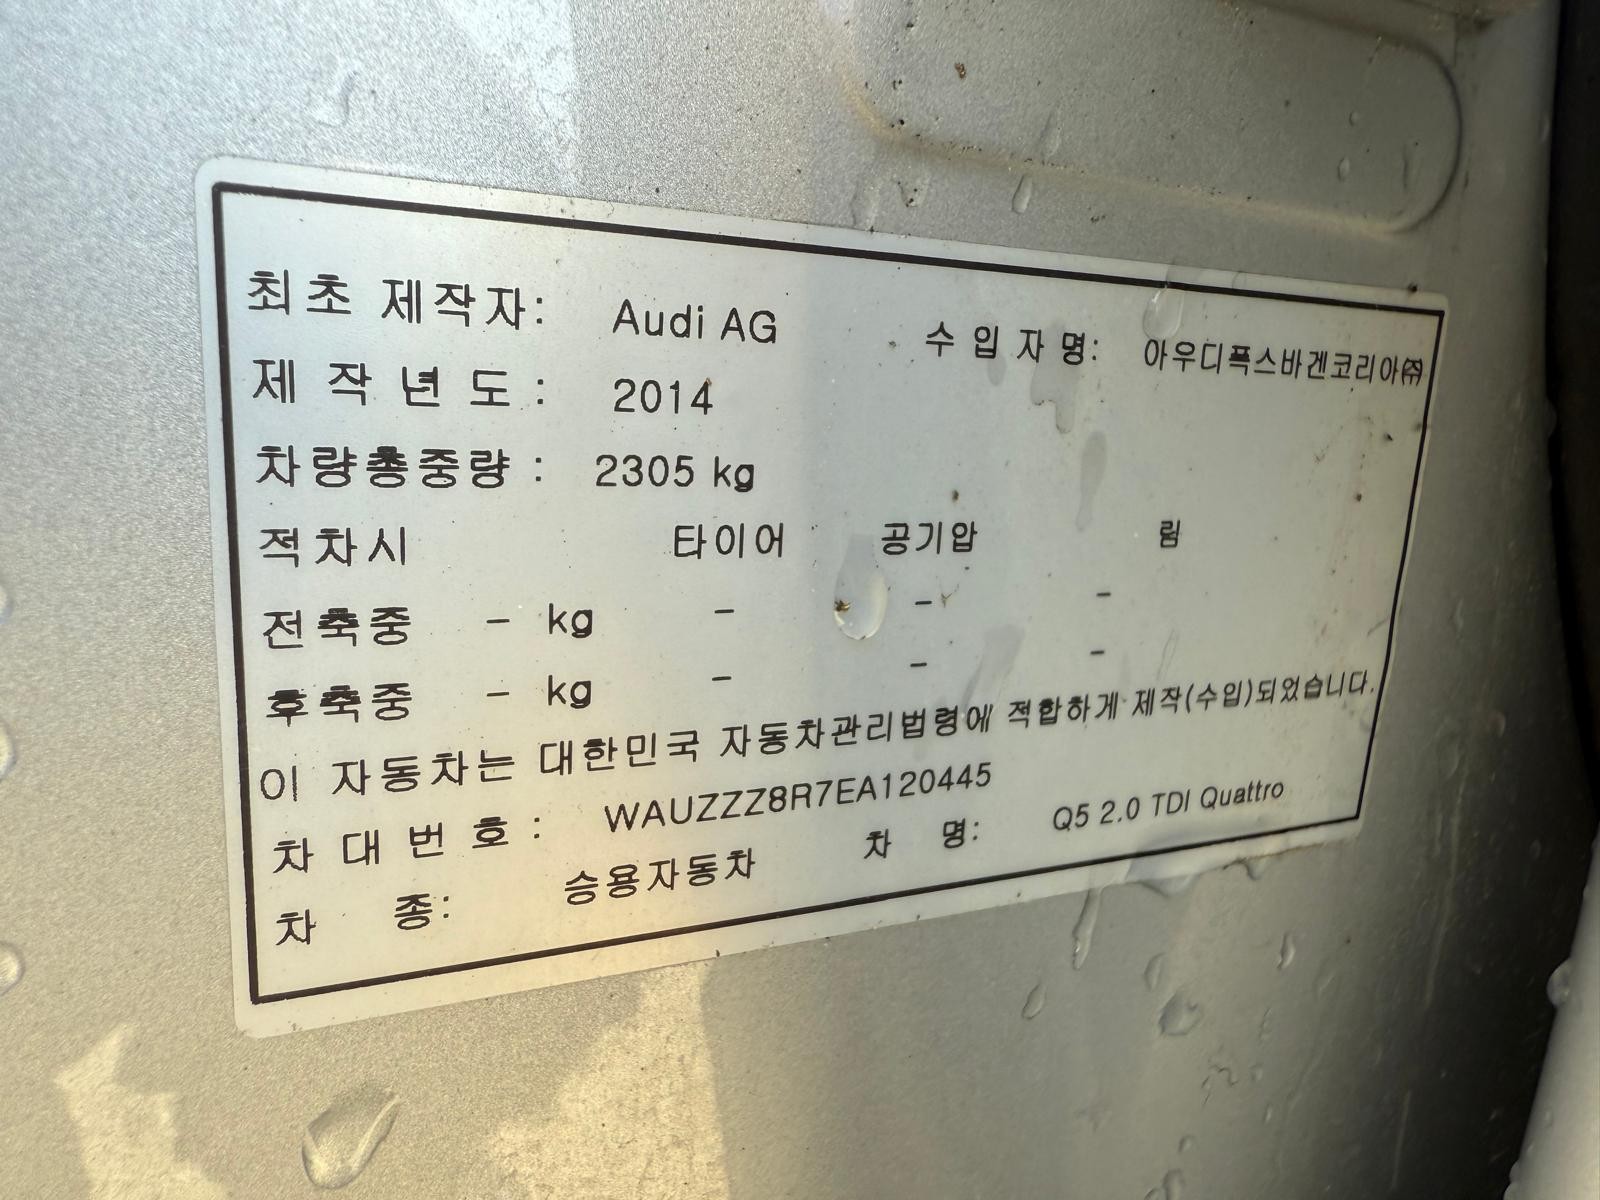 최초 제작자: Audi AG 수입자명: 아우디폭스바겐코리아㈜
제작년도: 2014
차량총중량: 2305 kg
적차시 타이어 공기압 림
전축중 - kg - - -
후축중 - kg - - -
이 자동차는 대한민국 자동차관리법령에 적합하게 제작(수입)되었습니다.
차대번호: WAUZZZ8R7EA120445
차 종: 승용자동차 차 명: Q5 2.0 TDI Quattro